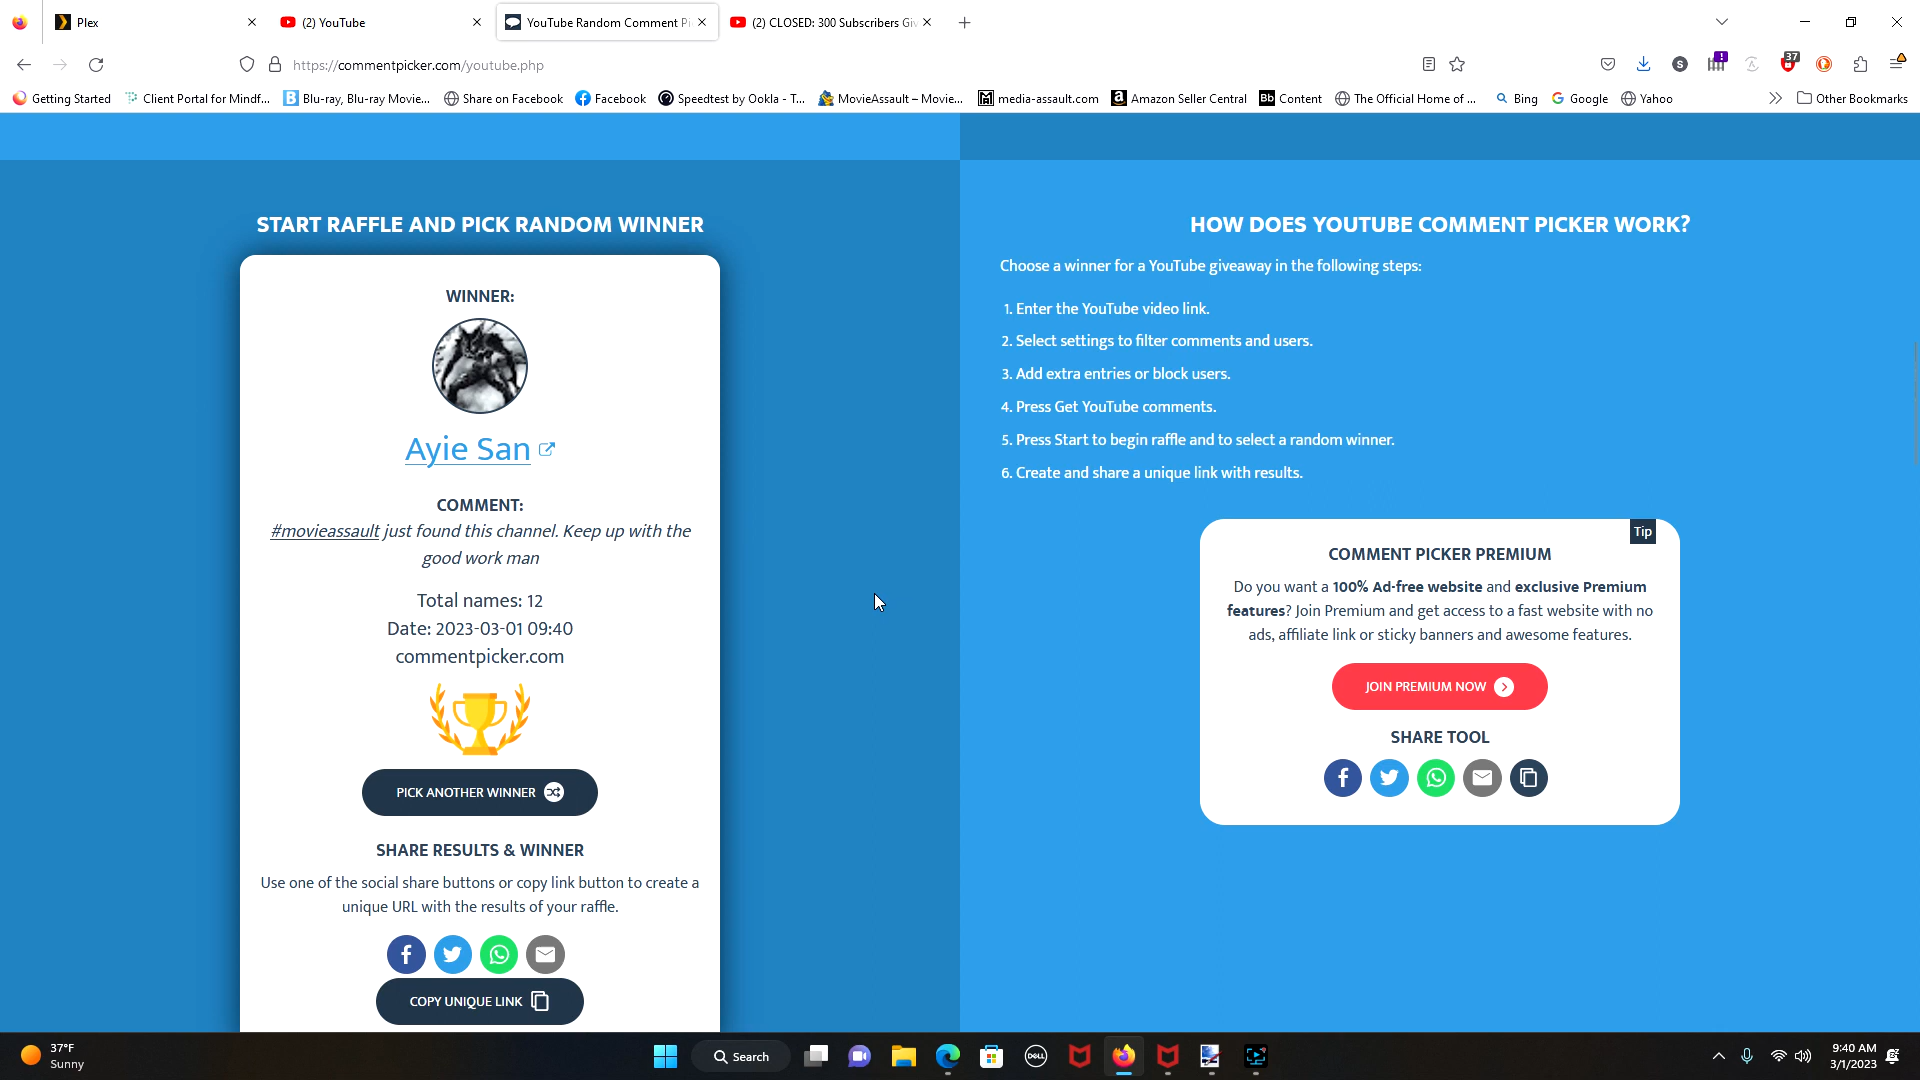 Plex
(2) YouTube
YouTube Random Comment Pi
(2) CLOSED: 300 Subscribers Giv
https://commentpicker.com/youtube.php
37
Getting Started
Client Portal for Mindf...
Blu-ray, Blu-ray Movie...
Share on Facebook
Facebook
Speedtest by Ookla - T...
MovieAssault – Movie...
media-assault.com
Amazon Seller Central
Bb Content
The Official Home of ...
Bing
Google
Yahoo
Other Bookmarks
START RAFFLE AND PICK RANDOM WINNER
WINNER:
Ayie San
COMMENT:
#movieassault just found this channel. Keep up with the
good work man
Total names: 12
Date: 2023-03-01 09:40
commentpicker.com
PICK ANOTHER WINNER
SHARE RESULTS & WINNER
Use one of the social share buttons or copy link button to create a
unique URL with the results of your raffle.
COPY UNIQUE LINK
HOW DOES YOUTUBE COMMENT PICKER WORK?
Choose a winner for a YouTube giveaway in the following steps:
1. Enter the YouTube video link.
2. Select settings to filter comments and users.
3. Add extra entries or block users.
4. Press Get YouTube comments.
5. Press Start to begin raffle and to select a random winner.
6. Create and share a unique link with results.
Tip
COMMENT PICKER PREMIUM
Do you want a 100% Ad-free website and exclusive Premium
features? Join Premium and get access to a fast website with no
ads, affiliate link or sticky banners and awesome features.
JOIN PREMIUM NOW
SHARE TOOL
37°F
Sunny
Search
DELL
9:40 AM
3/1/2023